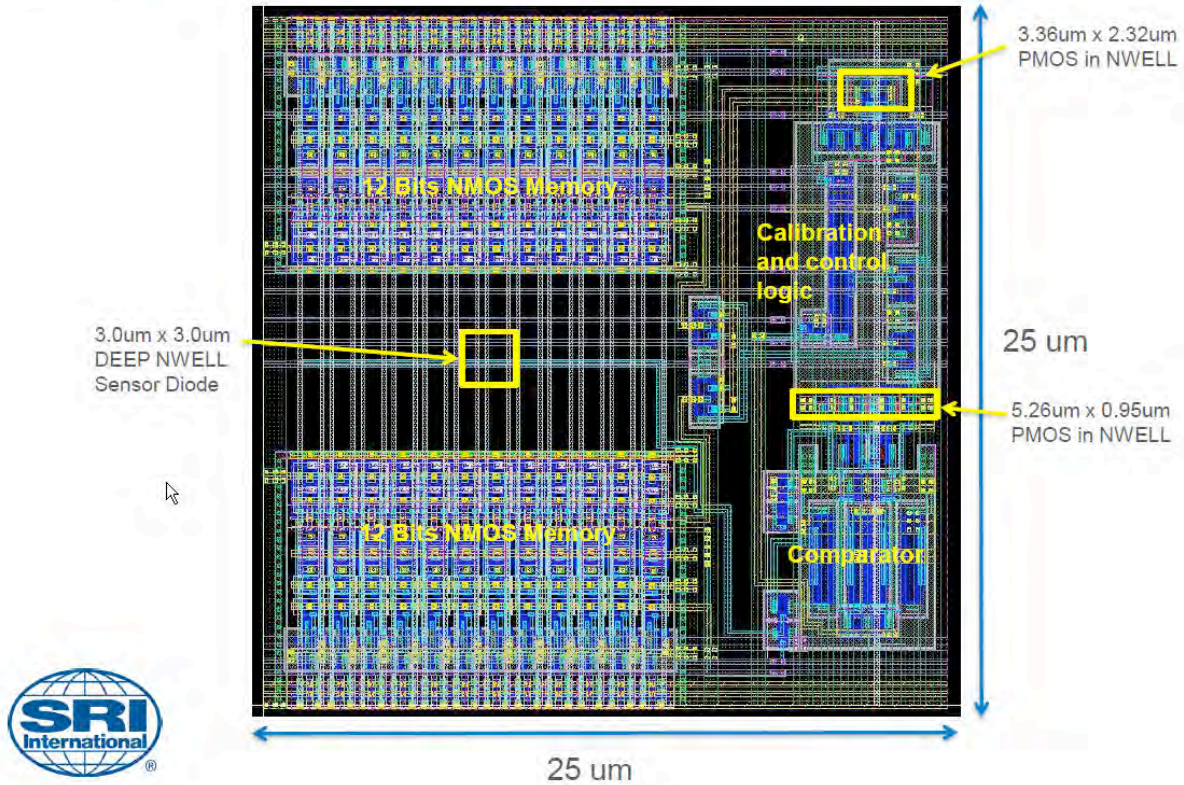 3.36um x 2.32um
PMOS in NWELL
12 Bits NMOS Memory
Calibration
and control
logic
3.0um x 3.0um
DEEP NWELL
Sensor Diode
25 um
5.26um x 0.95um
PMOS in NWELL
12 Bits NMOS Memory
Comparator
SRI
International
®
25 um